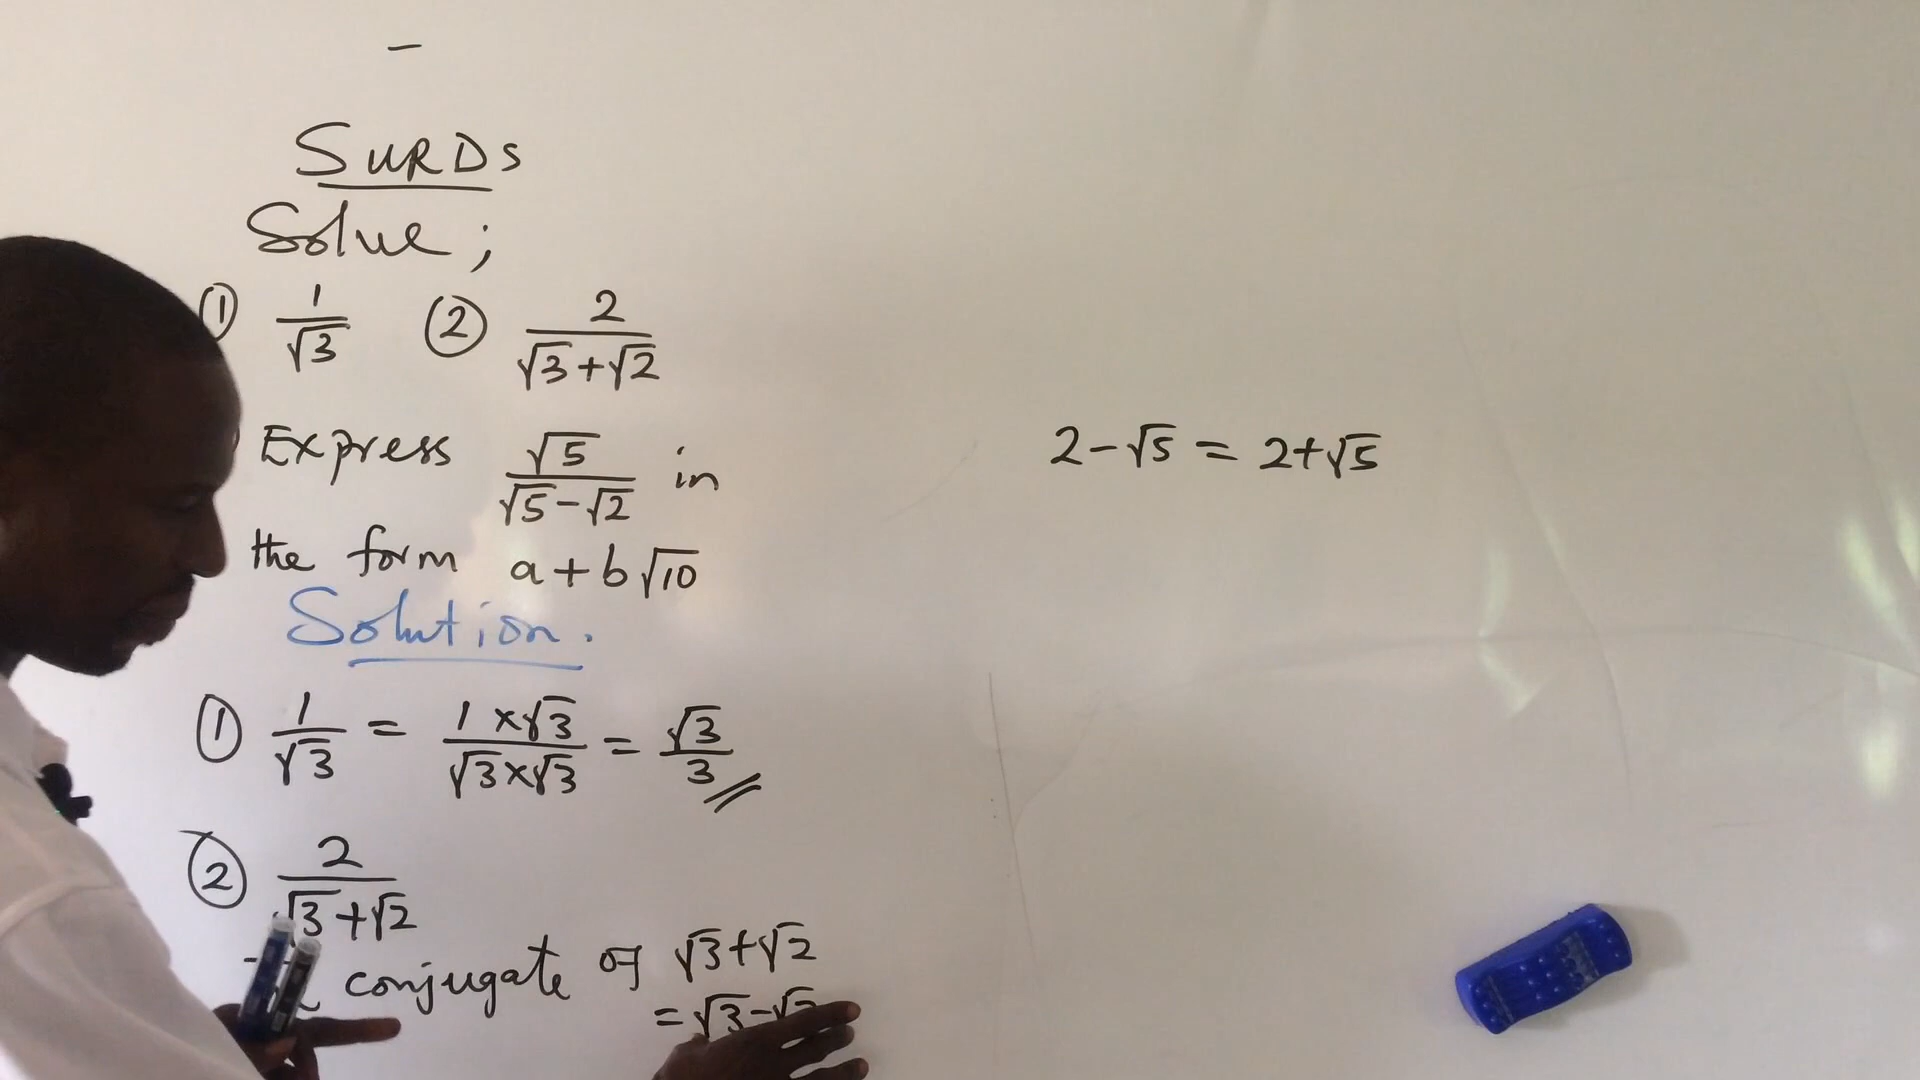 SURDS
Solve;
① 1/√3 ② 2/(√3+√2)
Express √5/(√5-√2) in
the form a+b√10
Solution.
① 1/√3 = (1×√3)/(√3×√3) = √3/3
② 2/(√3+√2)
conjugate of √3+√2
=√3-√2
2-√5 = 2+√5